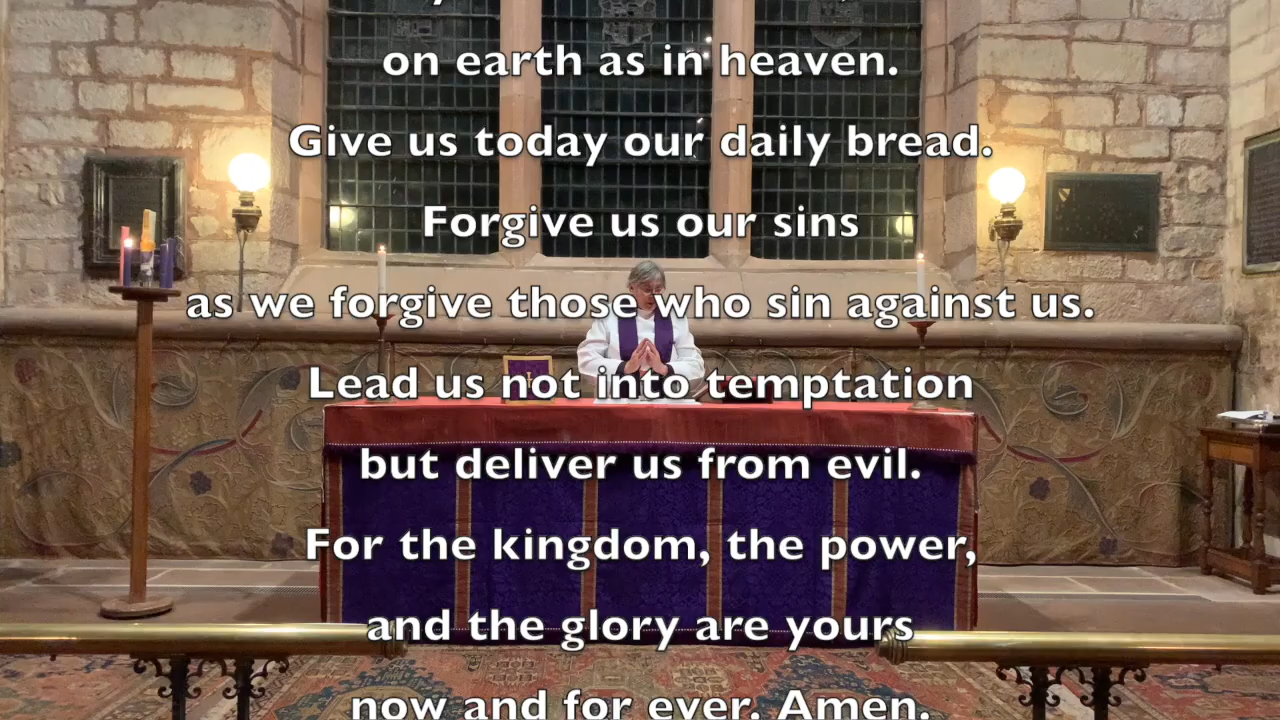 on earth as in heaven.
Give us today our daily bread.
Forgive us our sins
as we forgive those who sin against us.
Lead us not into temptation
but deliver us from evil.
For the kingdom, the power,
and the glory are yours
now and for ever. Amen.